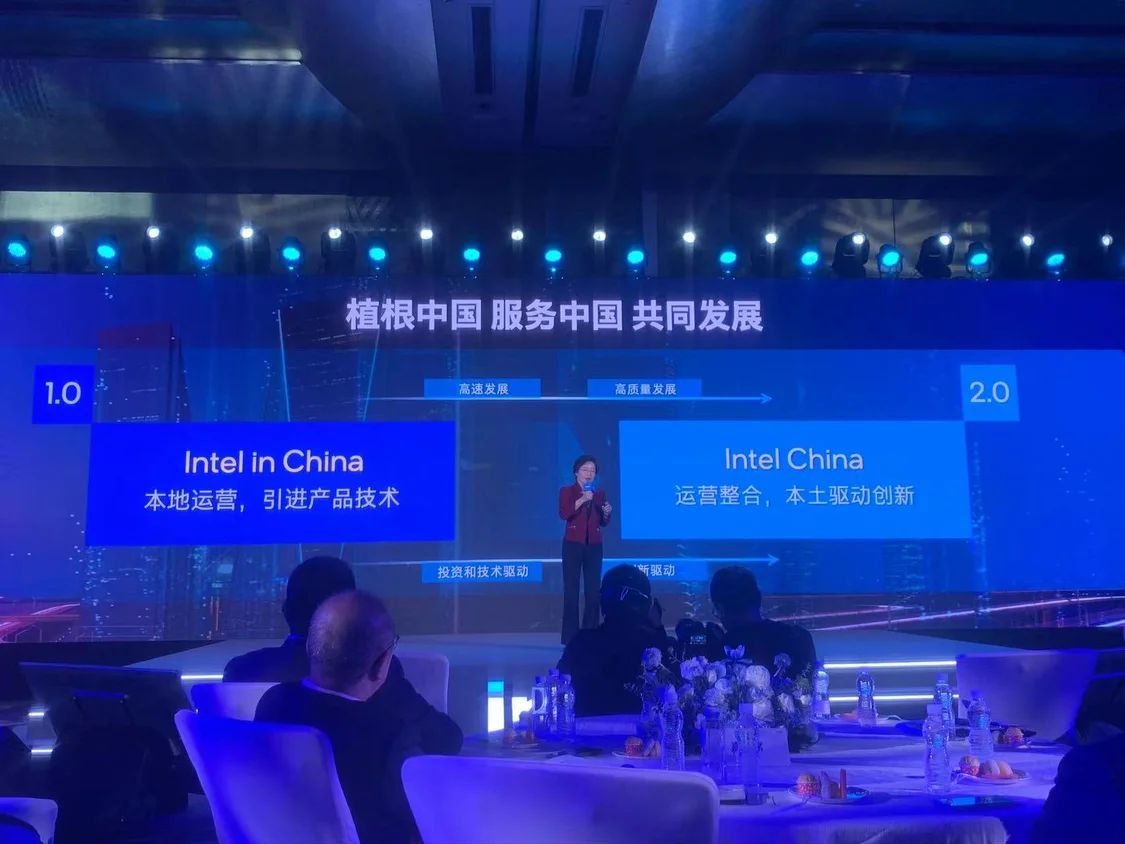 植根中国 服务中国 共同发展
1.0
高速发展
高质量发展
2.0
Intel in China
本地运营，引进产品技术
Intel China
运营整合，本土驱动创新
投资和技术驱动
新驱动